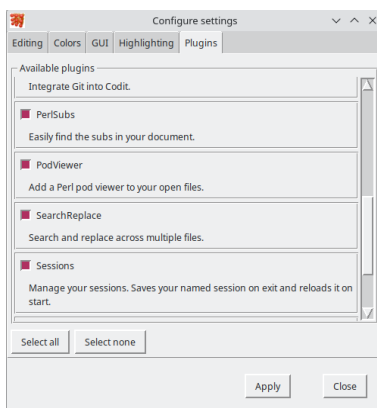 Configure settings
Editing Colors GUI Highlighting Plugins
Available plugins
Integrate Git into Codit.
PerlSubs
Easily find the subs in your document.
PodViewer
Add a Perl pod viewer to your open files.
SearchReplace
Search and replace across multiple files.
Sessions
Manage your sessions. Saves your named session on exit and reloads it on
start.
Select all Select none
Apply Close